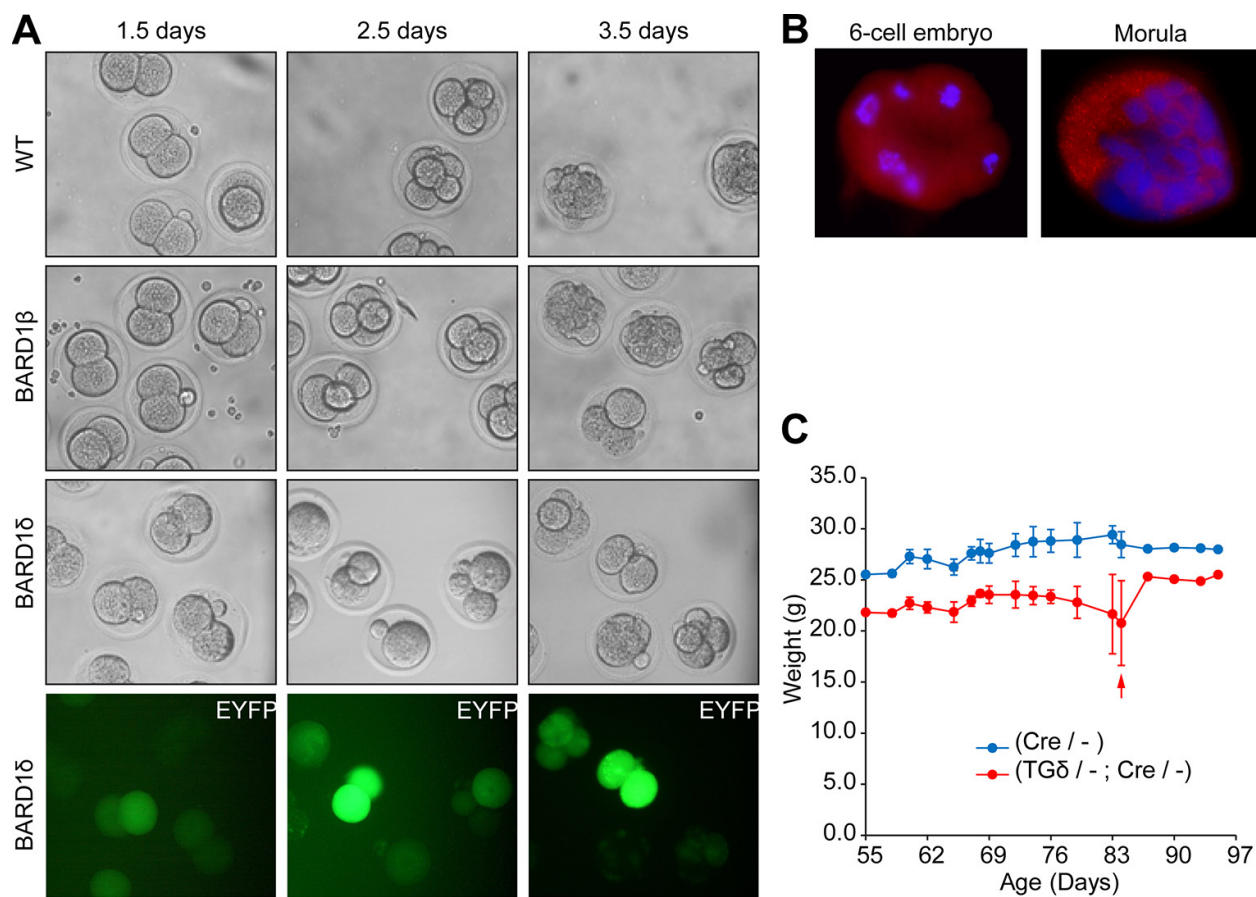 A
1.5 days
2.5 days
3.5 days
WT
BARD1β
BARD1δ
BARD1δ
EYFP
EYFP
EYFP
B
6-cell embryo
Morula
C
35.0
30.0
25.0
20.0
15.0
10.0
5.0
0.0
Weight (g)
(Cre / -)
(TGδ / - ; Cre / -)
55 62 69 76 83 90 97
Age (Days)